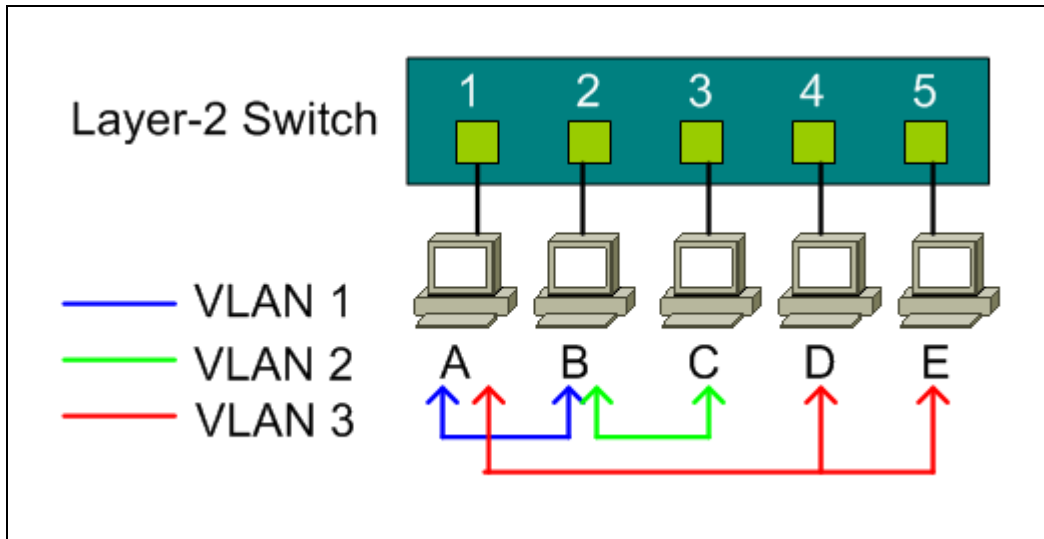 1 2 3 4 5
Layer-2 Switch
VLAN 1
VLAN 2
VLAN 3
A B C D E